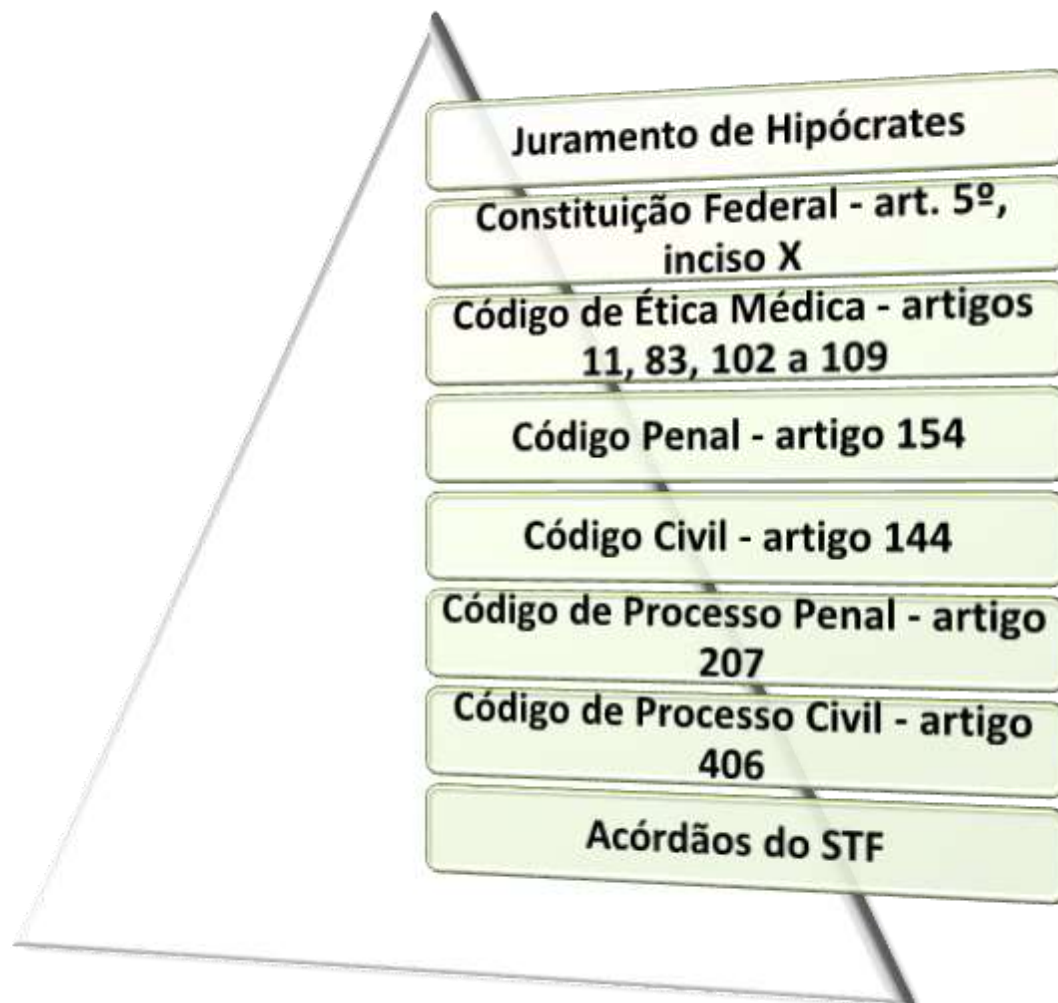 Juramento de Hipócrates
Constituição Federal - art. 5º,
inciso X
Código de Ética Médica - artigos
11, 83, 102 a 109
Código Penal - artigo 154
Código Civil - artigo 144
Código de Processo Penal - artigo
207
Código de Processo Civil - artigo
406
Acórdãos do STF